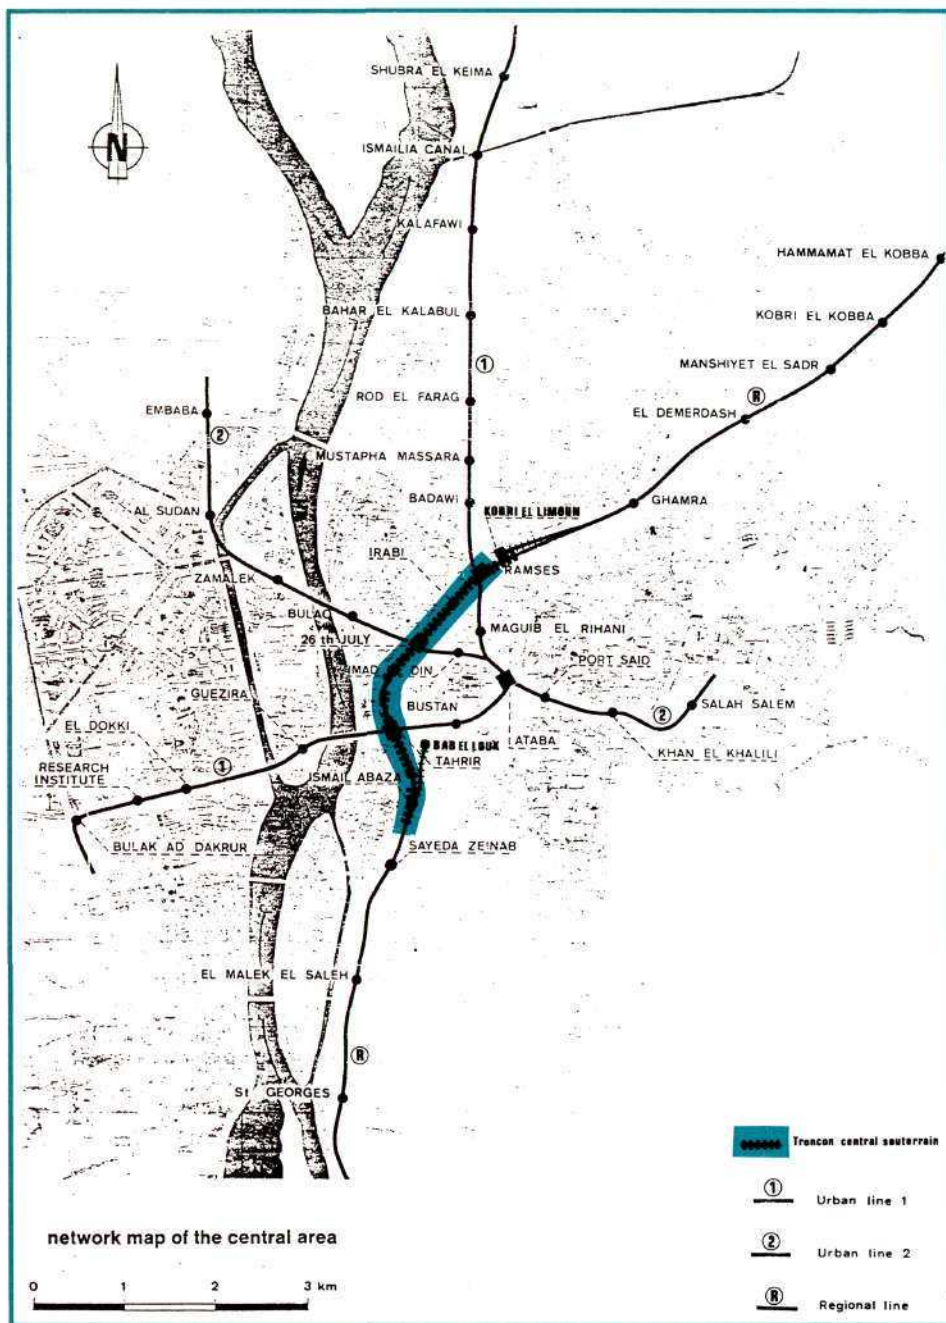 SHUBRA EL KEIMA
N
ISMAILIA CANAL
KALAFAWI
HAMMAMAT EL KOBBA
BAHAR EL KALABUL
KOBRI EL KOBBA
1
MANSHIYET EL SADR
R
ROD EL FARAG
EMBABA
EL DEMERDASH
2
MUSTAPHA MASSARA
BADAWI
GHAMRA
KOBRI EL LIMOUN
AL SUDAN
IRABI
RAMSES
ZAMALEK
BULAQ
26 th JULY
MAGUIB EL RIHANI
IMAD DIN
PORT SAID
GUEZIRA
BUSTAN
SALAH SALEM
2
EL DOKKI
ATABA
BAB EL LOUK
KHAN EL KHALILI
TAHRIR
RESEARCH
INSTITUTE
1
ISMAIL ABAZA
BULAK AD DAKRUR
SAYEDA ZEINAB
EL MALEK EL SALEH
R
St GEORGES
Troncon central souterrain
1
Urban line 1
network map of the central area
2
Urban line 2
0 1 2 3 km
R
Regional line